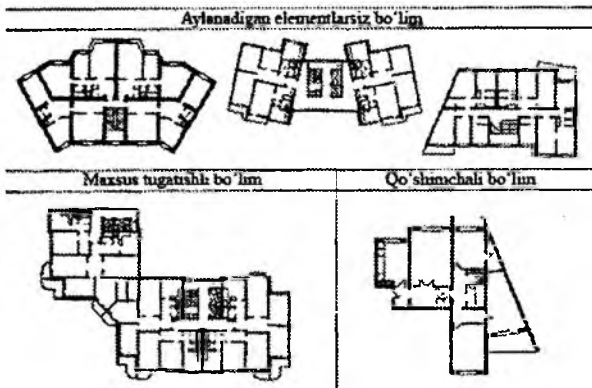 Aylanadigan elementlarsiz bo‘lim
Maxsus tugatishli bo‘lim
Qo‘shimchali bo‘lim